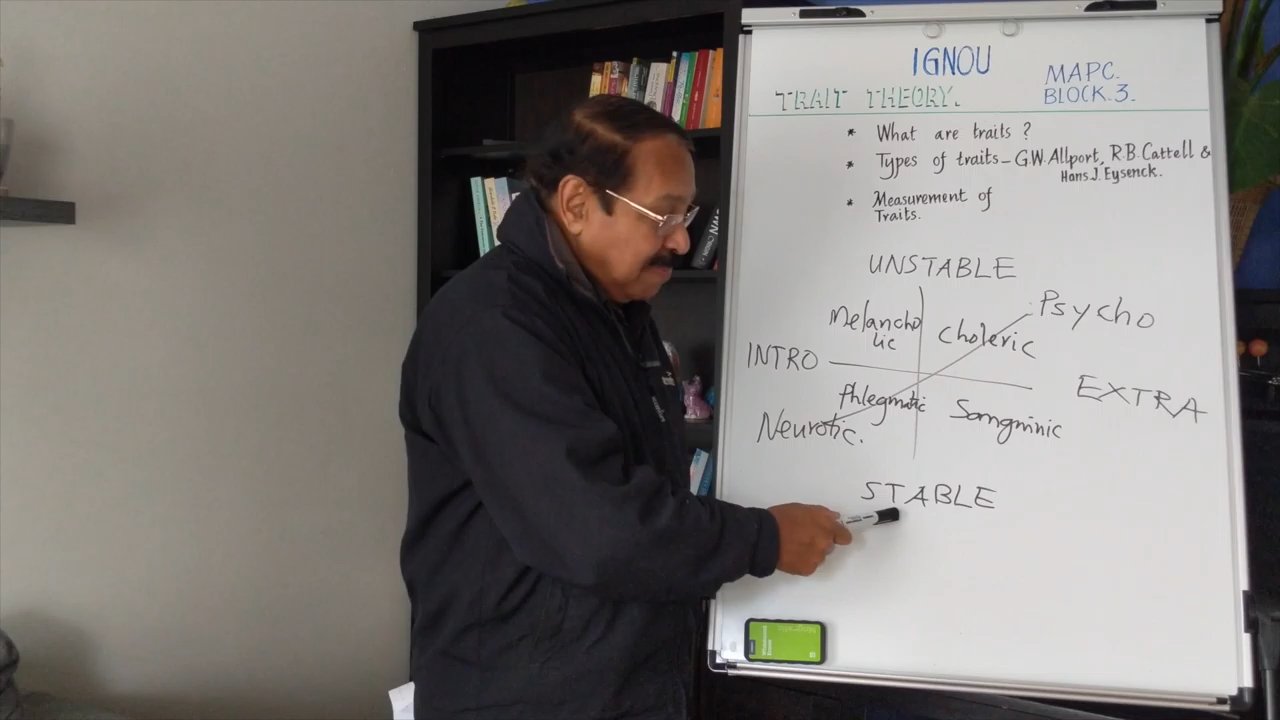 IGNOU
MAPC.
TRAIT THEORY.
BLOCK.3.
* What are traits ?
* Types of traits - G.W. Allport, R.B. Cattell &
Hans. J. Eysenck.
* Measurement of
Traits.
UNSTABLE
Psycho
Melancho
lic
Choleric
INTRO
EXTRA
Phlegmatic
Sangninic
Neurotic.
STABLE